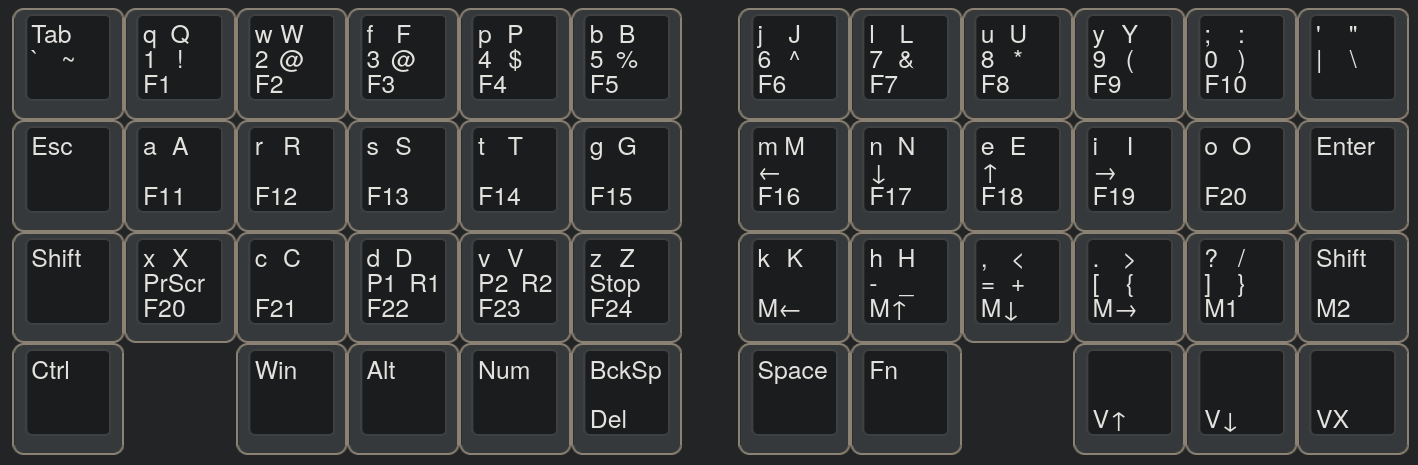 Tab q Q w W f F p P b B j J l L u U y Y ; : ' "
` ~ 1 ! 2 @ 3 @ 4 $ 5 % 6 ^ 7 & 8 * 9 ( 0 ) | \
F1 F2 F3 F4 F5 F6 F7 F8 F9 F10
Esc a A r R s S t T g G m M n N e E i I o O Enter
← ↓ ↑ →
F11 F12 F13 F14 F15 F16 F17 F18 F19 F20
Shift x X c C d D v V z Z k K h H , < . > ? / Shift
PrScr P1 R1 P2 R2 Stop - _ = + [ { ] }
F20 F21 F22 F23 F24 M← M↑ M↓ M→ M1 M2
Ctrl Win Alt Num BckSp Space Fn
Del V↑ V↓ VX